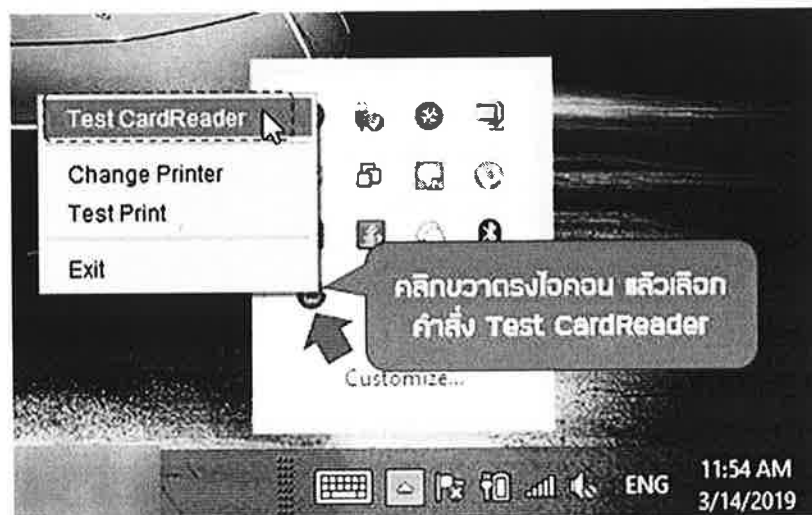 Test CardReader
Change Printer
Test Print
Exit
คลิกขวาตรงไอคอน แล้วเลือก
คำสั่ง Test CardReader
Customize...
ENG
11:54 AM
3/14/2019